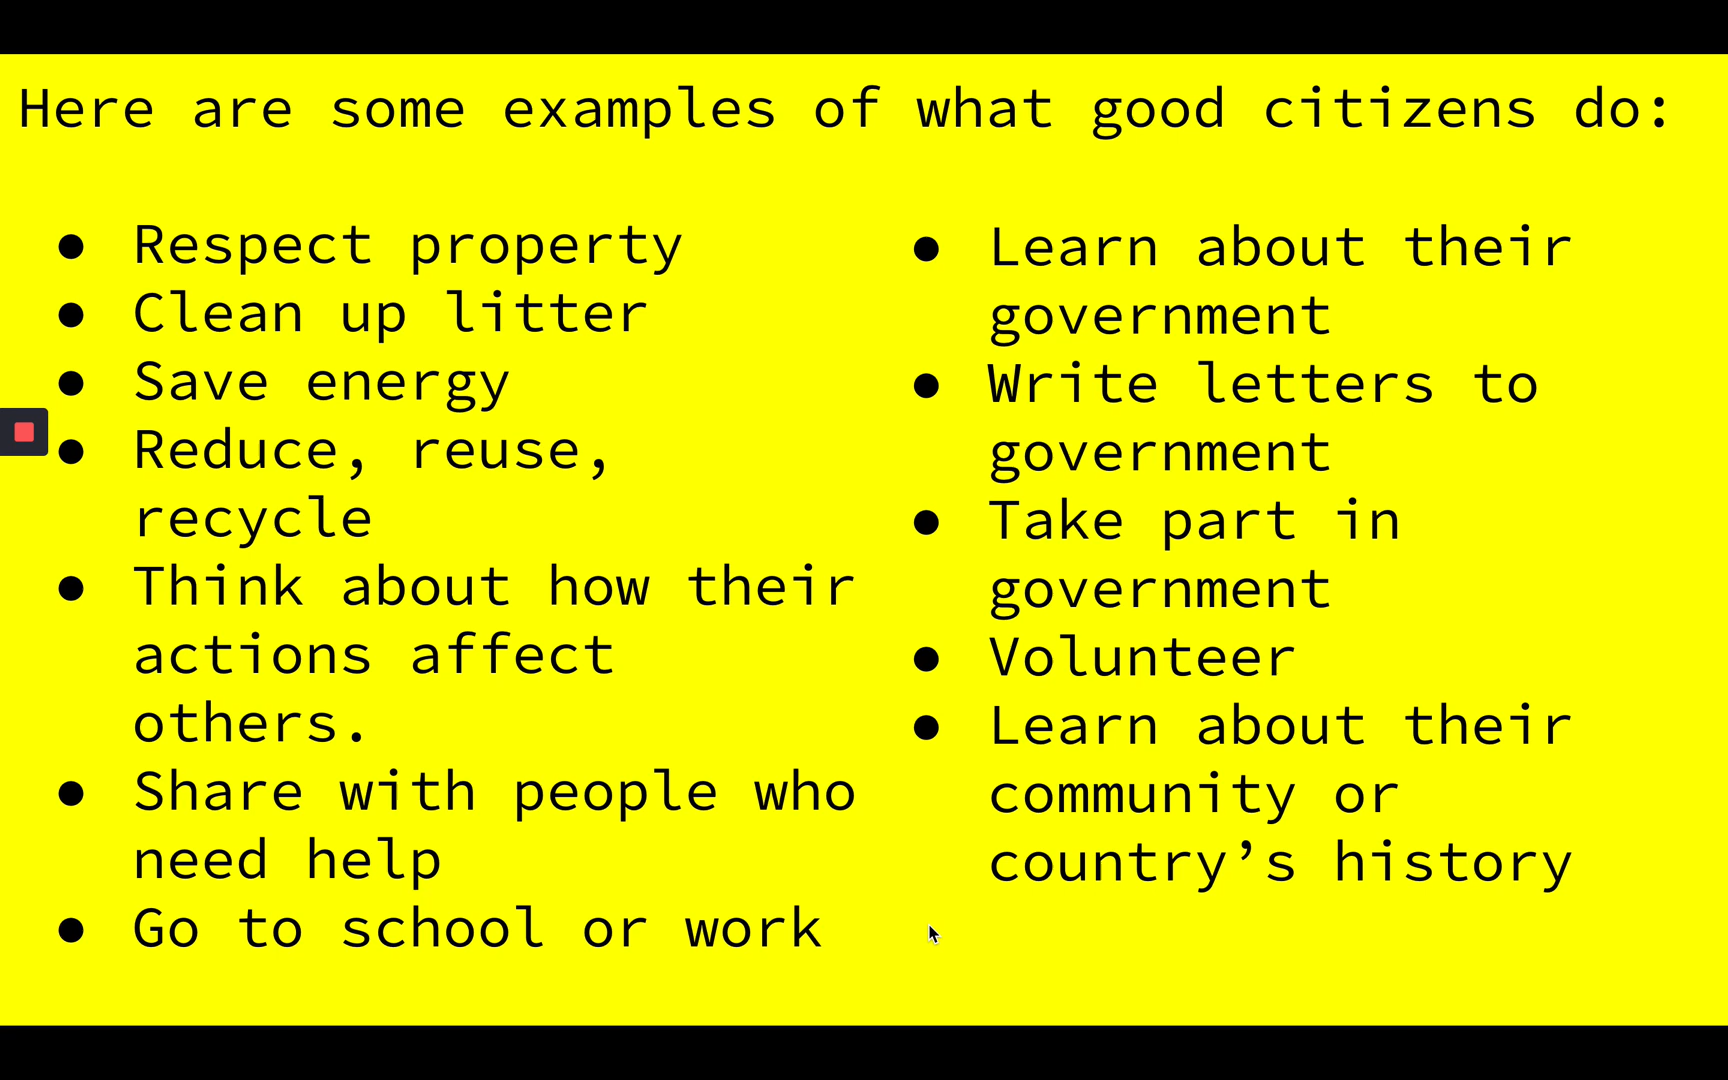 Here are some examples of what good citizens do:
● Respect property
● Clean up litter
● Save energy
● Reduce, reuse,
recycle
● Think about how their
actions affect
others.
● Share with people who
need help
● Go to school or work
● Learn about their
government
● Write letters to
government
● Take part in
government
● Volunteer
● Learn about their
community or
country’s history